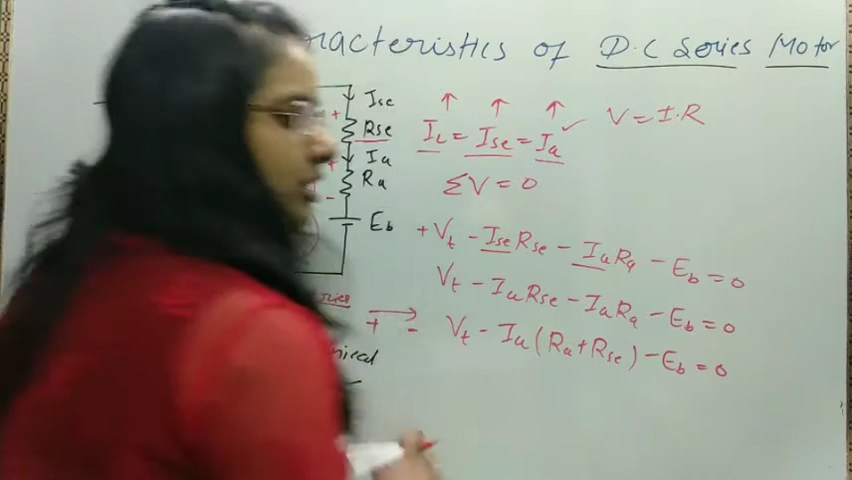 racteristics of D.C Series Motor
Ise
+
Rse
Ia
+
Ra
-
Eb
IL = Ise = Ia ✓ V = I.R
ΣV = 0
+Vt - IseRse - IaRa - Eb = 0
Vt - IaRse - IaRa - Eb = 0
+ - Vt - Ia(Ra+Rse) - Eb = 0